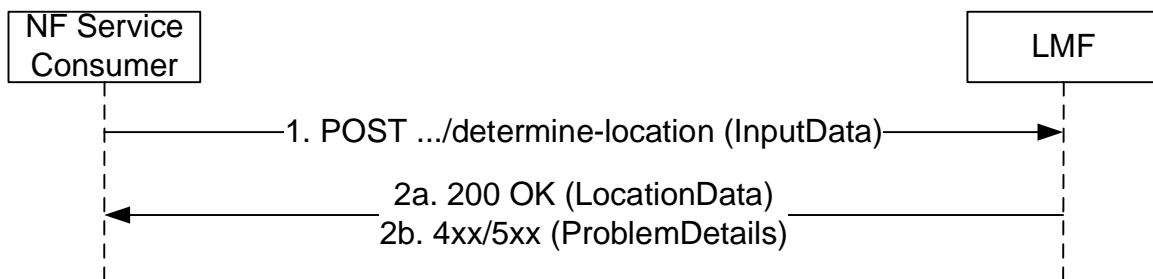 NF Service
Consumer
LMF
1. POST .../determine-location (InputData)
2a. 200 OK (LocationData)
2b. 4xx/5xx (ProblemDetails)